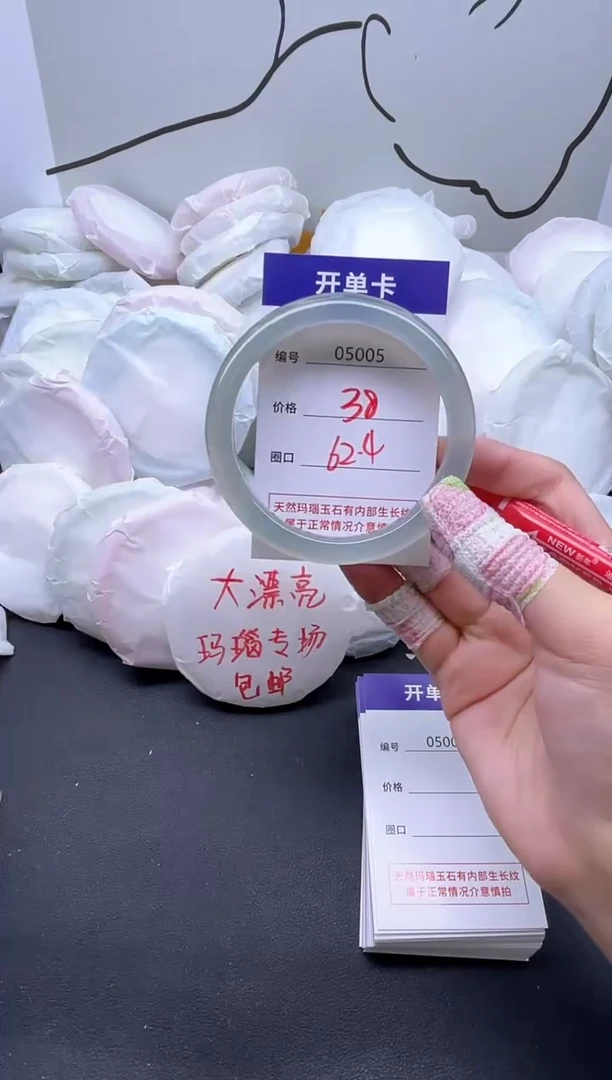 开单卡
编号 05005
价格 38
圈口 62.4
天然玛瑙玉石有内部生长纹
属于正常情况介意慎
大漂亮
玛瑙专场
包邮
NEW
开单
编号 0500
价格
圈口
天然玛瑙玉石有内部生长纹
属于正常情况介意慎拍